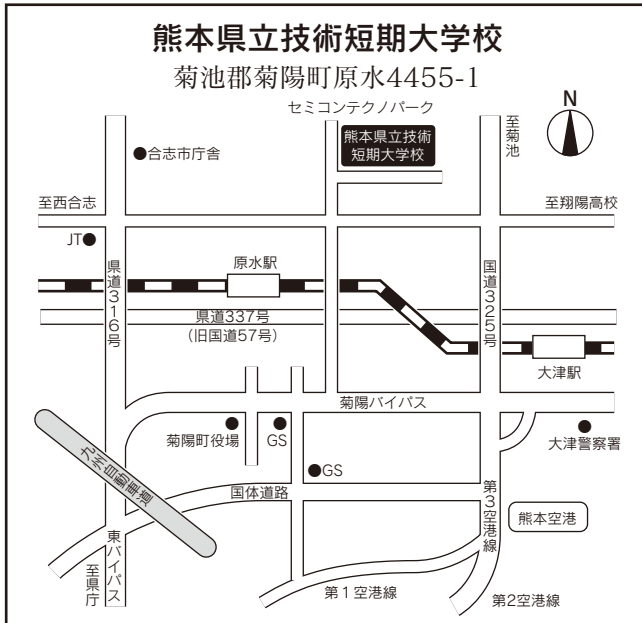 熊本県立技術短期大学校
菊池郡菊陽町原水4455-1
セミコンテクノパーク
N
熊本県立技術
短期大学校
至菊池
合志市庁舎
至西合志
至翔陽高校
JT
県道316号
原水駅
国道325号
県道337号
（旧国道57号）
大津駅
菊陽バイパス
菊陽町役場
GS
大津警察署
九州自動車道
GS
国体道路
第3空港線
熊本空港
東バイパス
至県庁
第1空港線
第2空港線